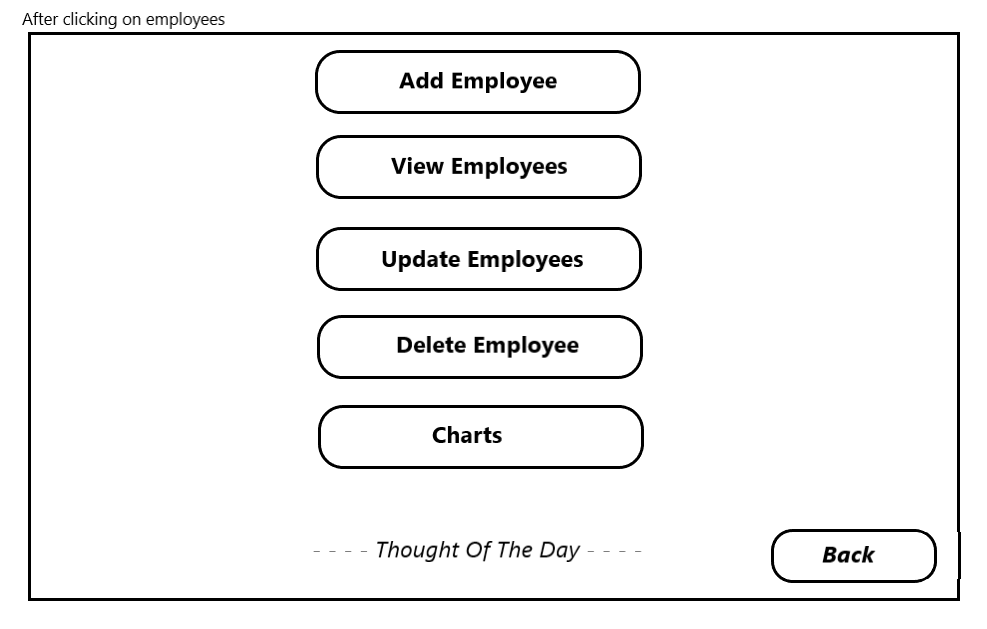 After clicking on employees
Add Employee
View Employees
Update Employees
Delete Employee
Charts
- - - - Thought Of The Day - - - -
Back